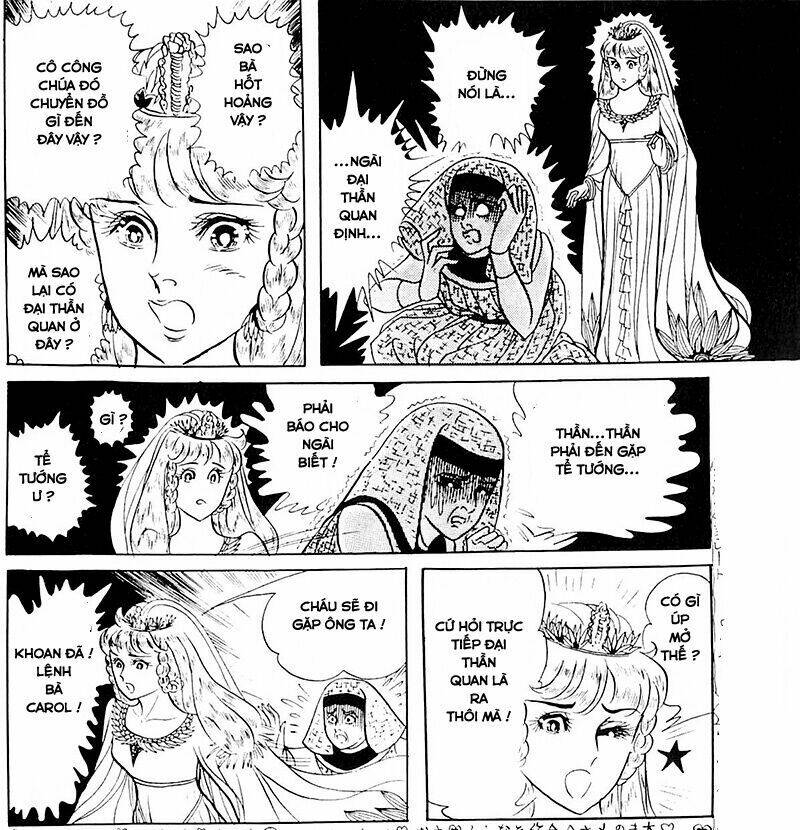 ĐỪNG
NÓI LÀ...
...NGÀI
ĐẠI
THẦN
QUAN
ĐỊNH...
SAO
BÀ
HỐT
HOẢNG
VẬY ?
CÔ CÔNG
CHÚA ĐÓ
CHUYỂN ĐỒ
GÌ ĐẾN
ĐÂY VẬY ?
MÀ SAO
LẠI CÓ
ĐẠI THẦN
QUAN Ở
ĐÂY ?
THẦN...THẦN
PHẢI ĐẾN GẶP
TỂ TƯỚNG...
PHẢI
BÁO CHO
NGÀI
BIẾT !
GÌ ?
TỂ
TƯỚNG
Ư ?
CÓ GÌ
ÚP
MỞ
THẾ ?
CỨ HỎI TRỰC
TIẾP ĐẠI
THẦN
QUAN LÀ
RA
THÔI MÀ !
CHÁU SẼ ĐI
GẶP ÔNG TA !
KHOAN ĐÃ !
LỆNH
BÀ
CAROL !